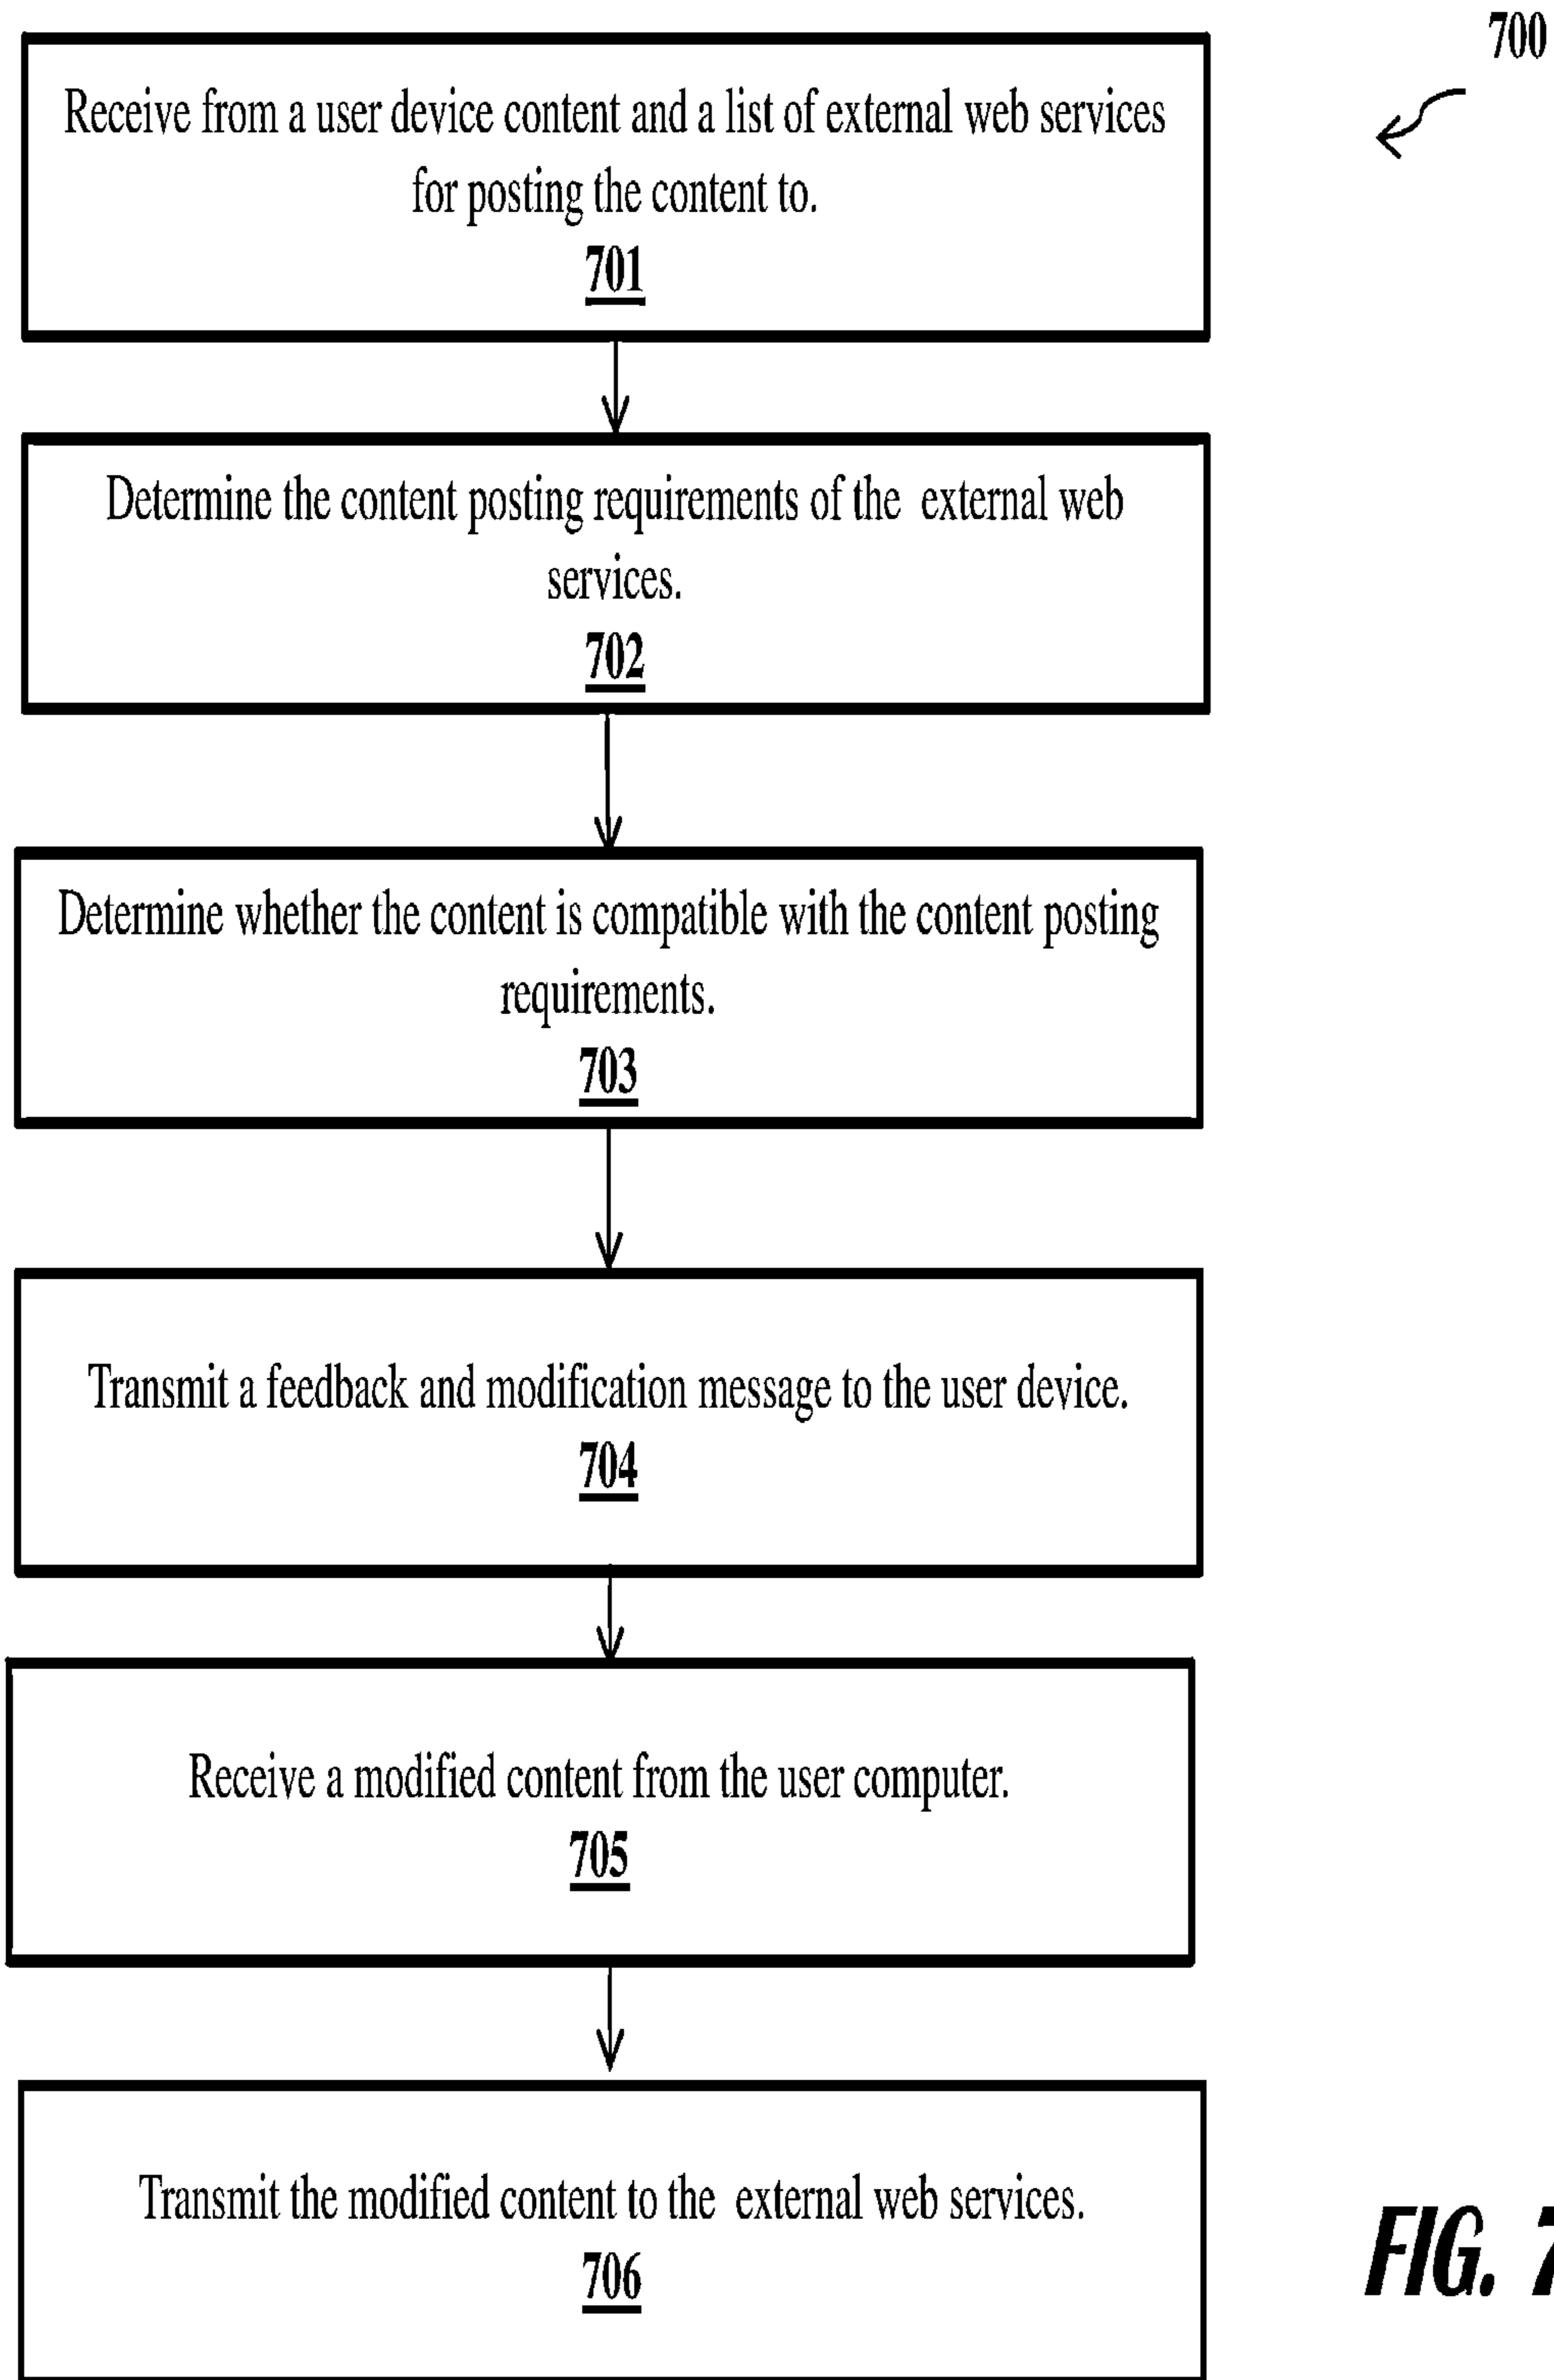 700
Receive from a user device content and a list of external web services
for posting the content to.
701
Determine the content posting requirements of the external web
services.
702
Determine whether the content is compatible with the content posting
requirements.
703
Transmit a feedback and modification message to the user device.
704
Receive a modified content from the user computer.
705
Transmit the modified content to the external web services.
706
FIG. 7